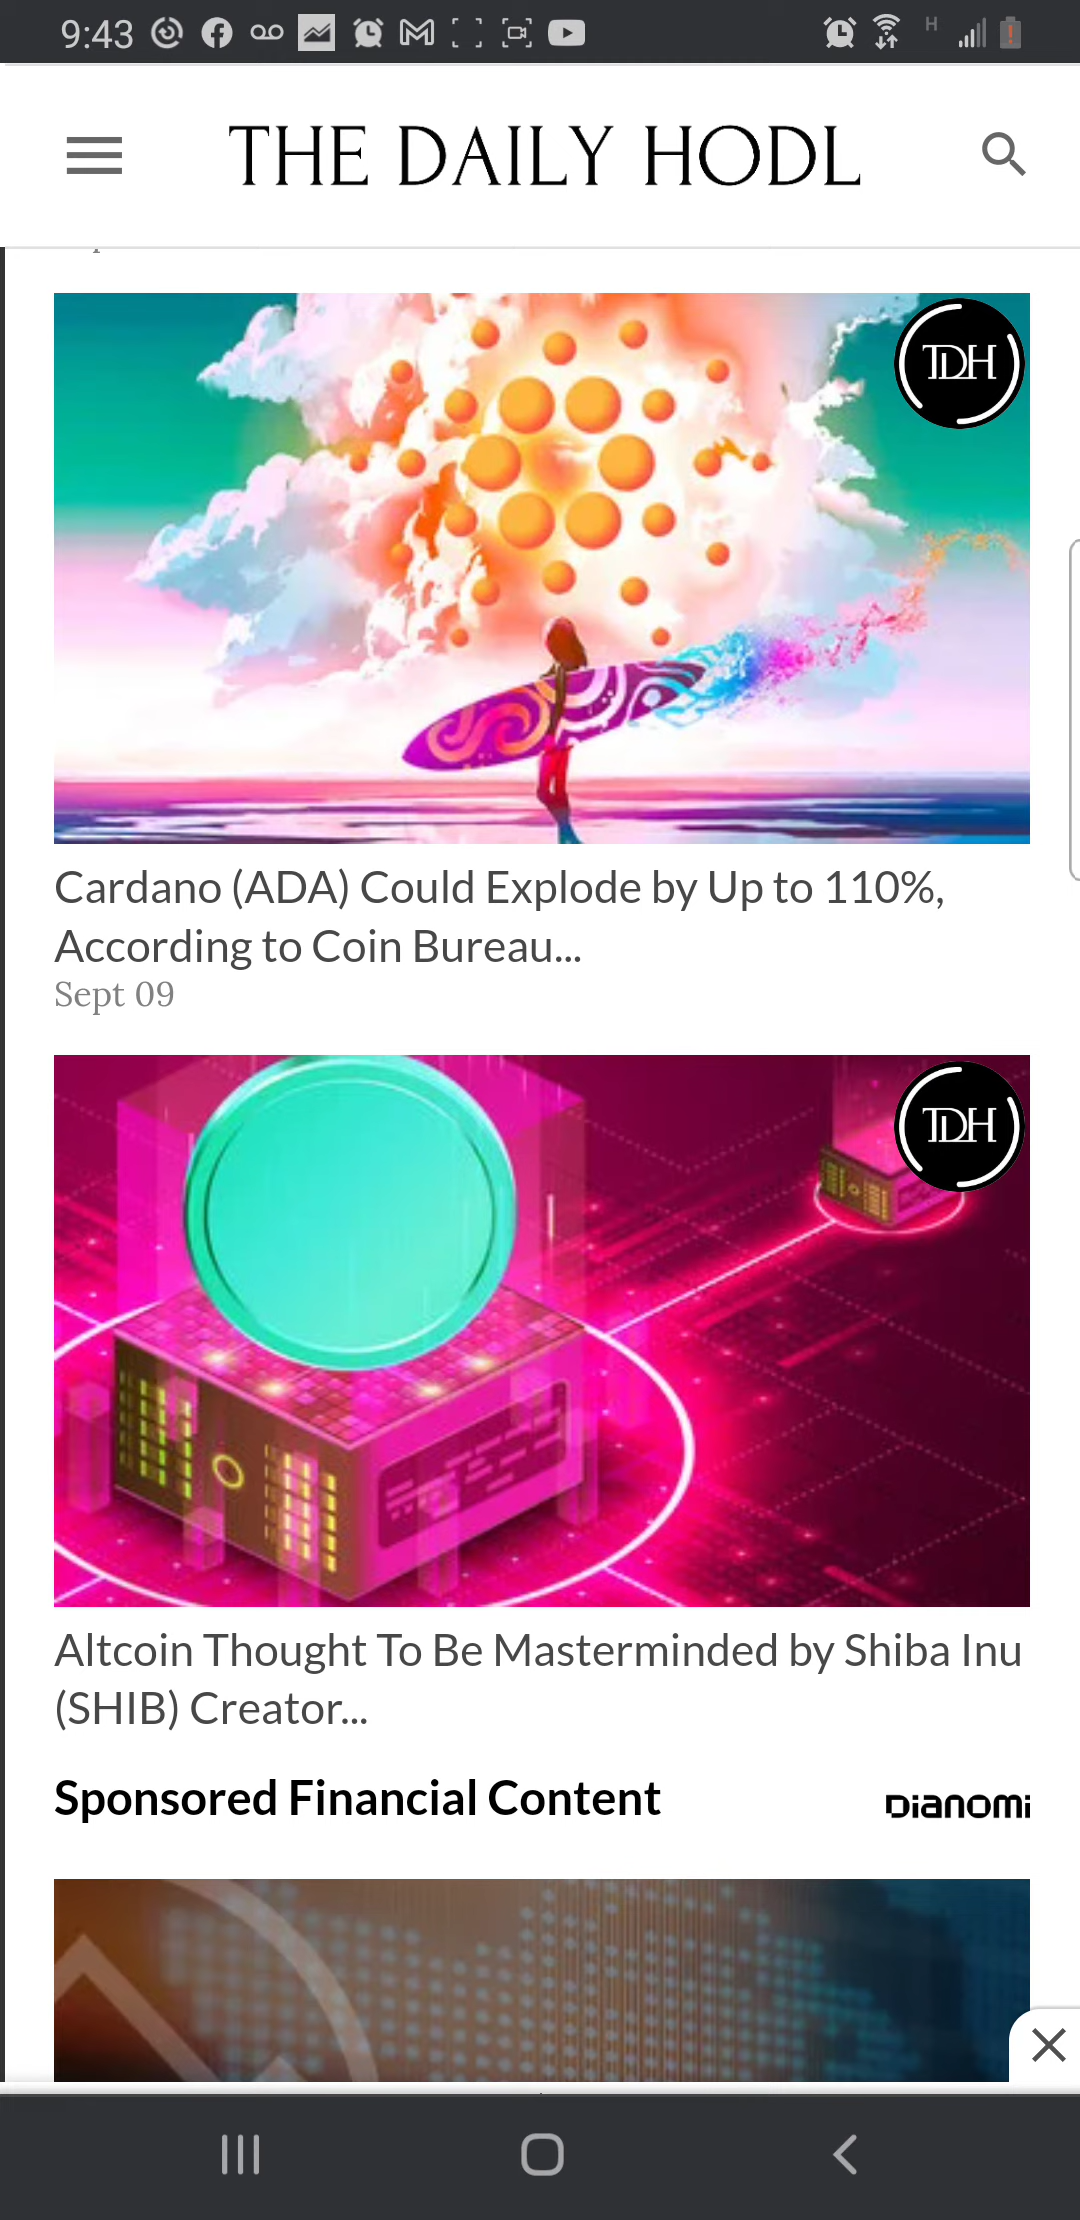 9:43
H
THE DAILY HODL
TDH
Cardano (ADA) Could Explode by Up to 110%,
According to Coin Bureau...
Sept 09
TDH
Altcoin Thought To Be Masterminded by Shiba Inu
(SHIB) Creator...
Sponsored Financial Content
Dianomi